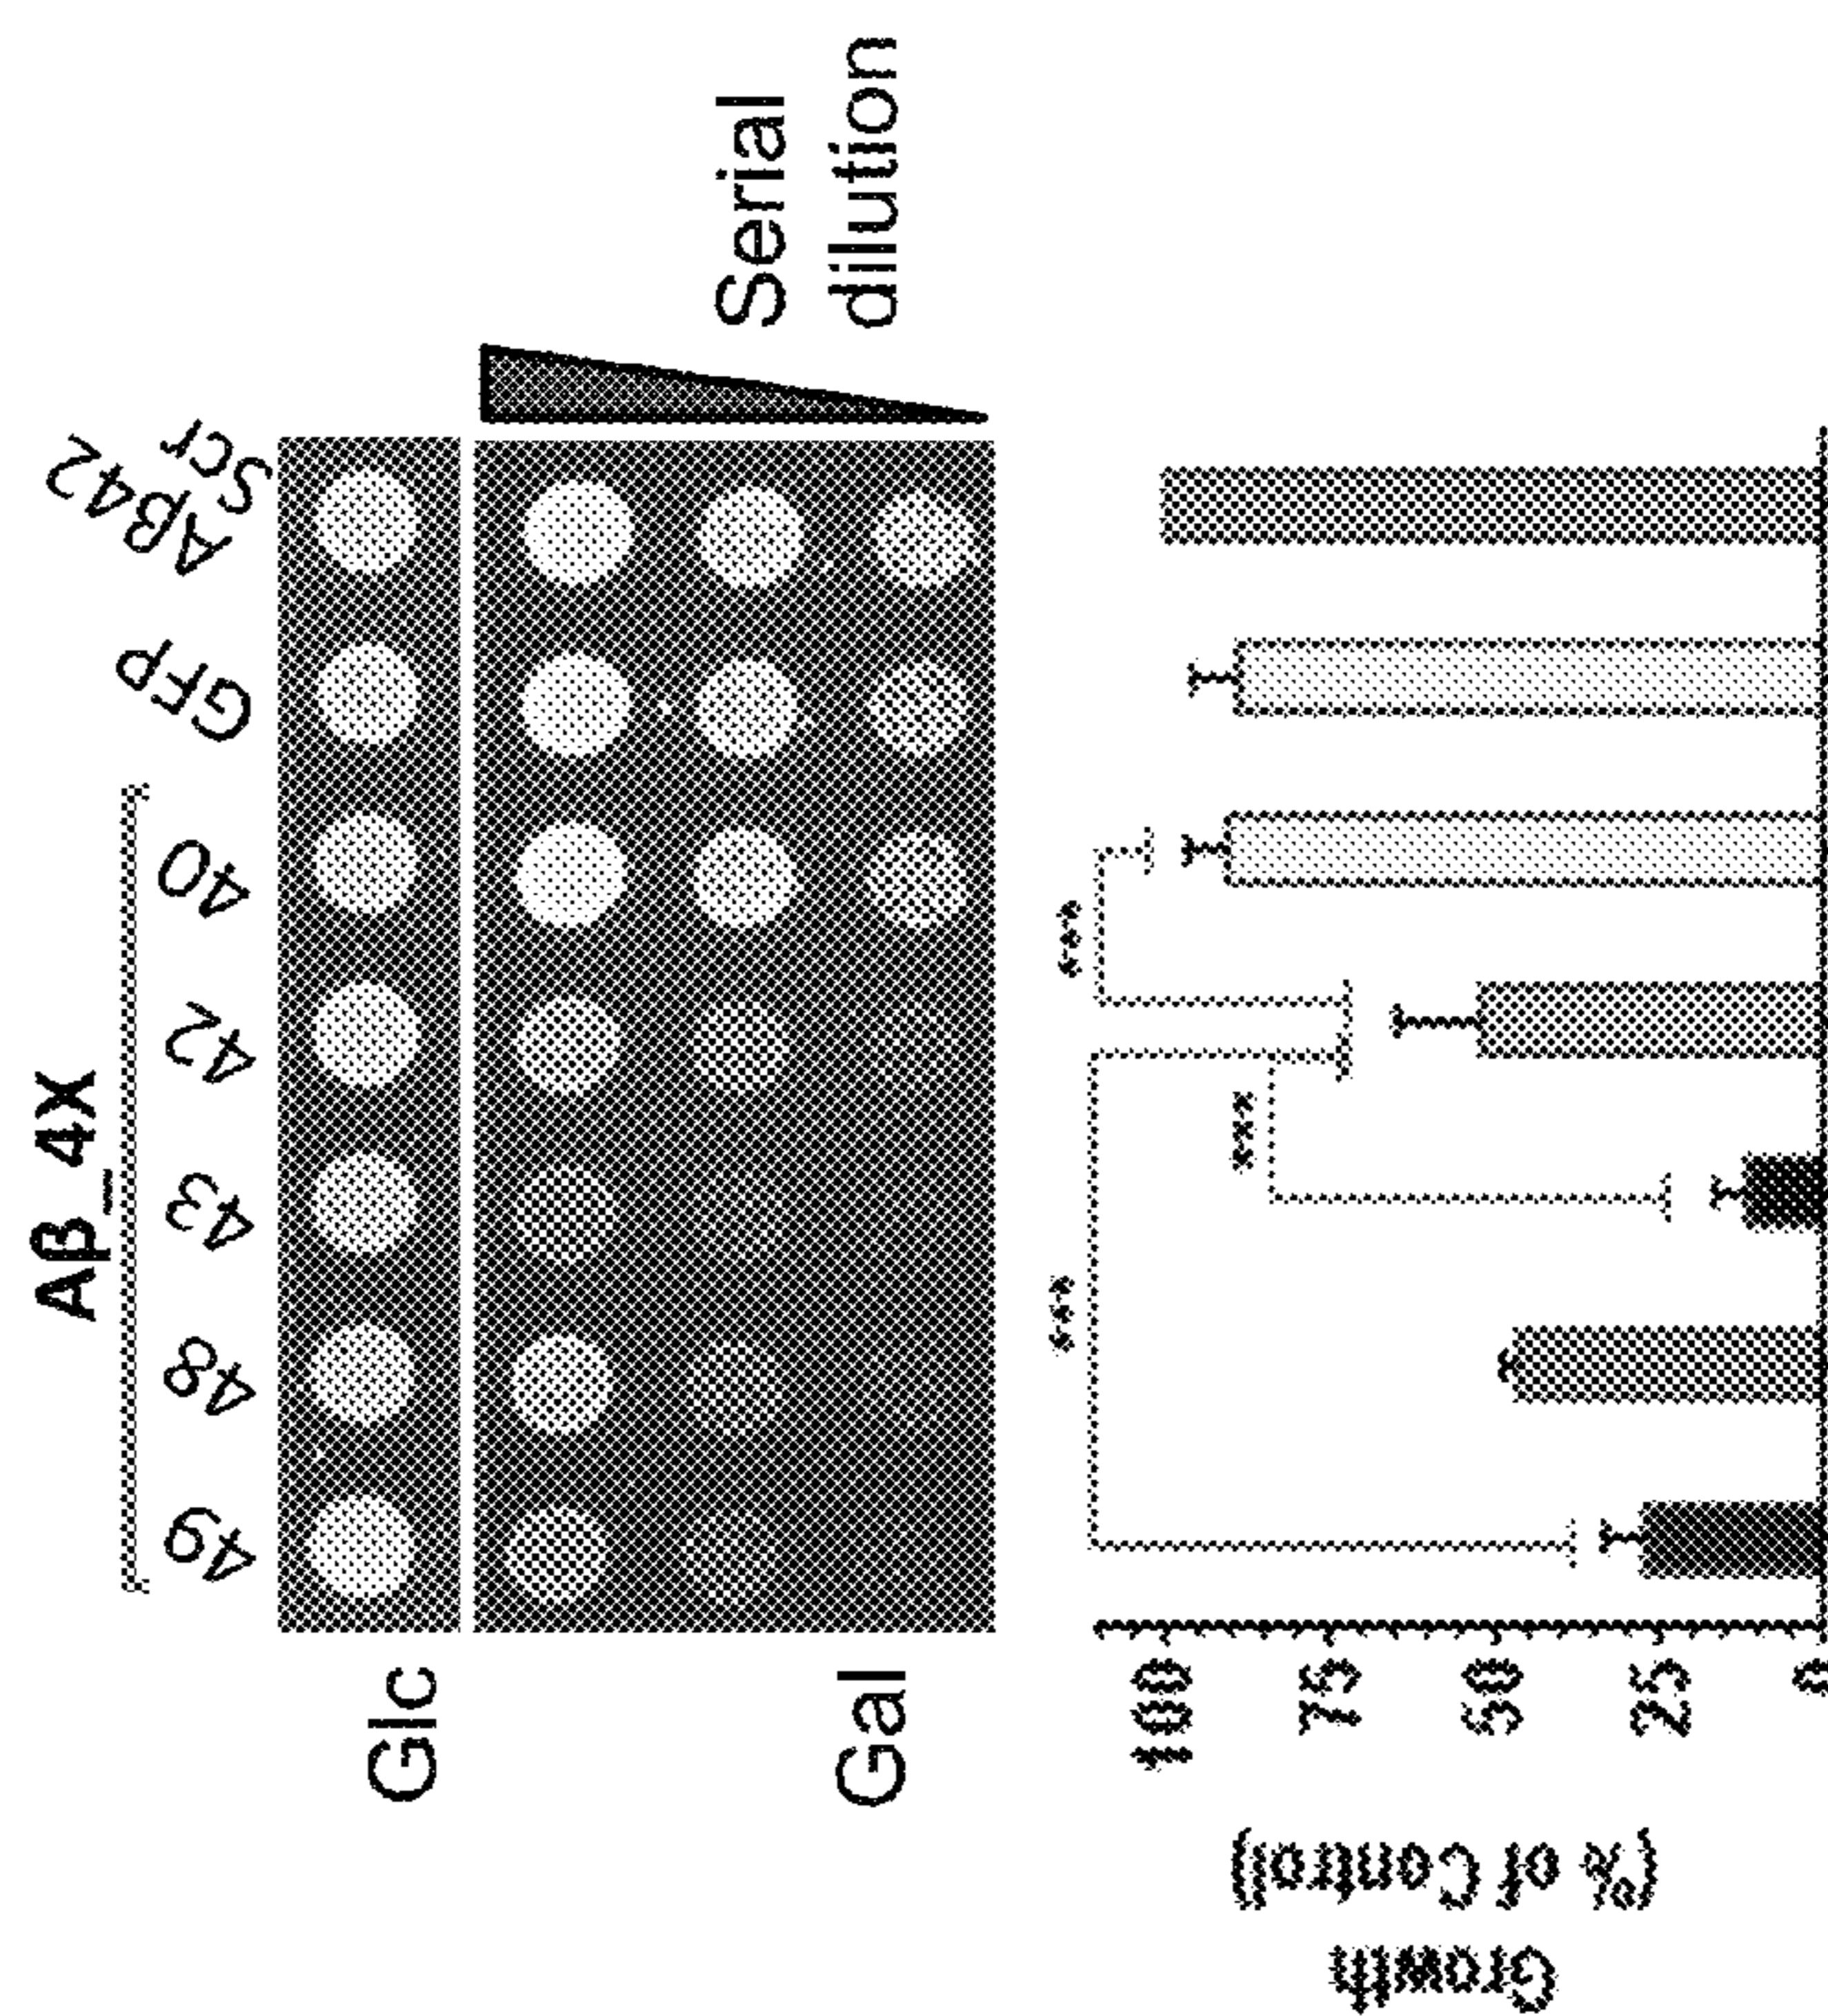 Aβ_4X
49 48 43 42 40 GFP Aβ42
Scr
Glc
Gal
Serial
dilution
Growth
(% of Control)
100
75
50
25
0
***
***
***